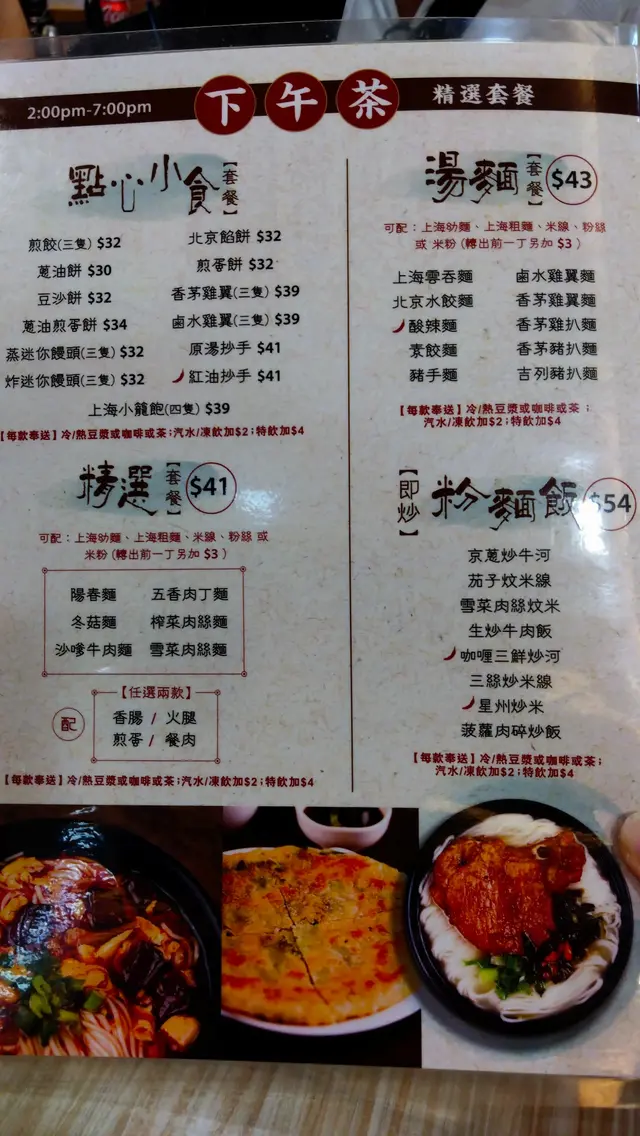 2:00pm-7:00pm 下午茶 精選套餐
點心小食【套餐】
煎餃(三隻) $32
蔥油餅 $30
豆沙餅 $32
蔥油煎蛋餅 $34
蒸迷你饅頭(三隻) $32
炸迷你饅頭(三隻) $32
北京餡餅 $32
煎蛋餅 $32
香茅雞翼(三隻) $39
鹵水雞翼(三隻) $39
原湯抄手 $41
紅油抄手 $41
上海小籠飽(四隻) $39
【每款奉送】冷/熱豆漿或咖啡或茶;汽水/凍飲加$2;特飲加$4
精選【套餐】$41
可配：上海幼麵、上海粗麵、米線、粉絲 或
米粉 (轉出前一丁另加 $3 )
陽春麵 五香肉丁麵
冬菇麵 榨菜肉絲麵
沙嗲牛肉麵 雪菜肉絲麵
【任選兩款】
配
香腸 / 火腿
煎蛋 / 餐肉
【每款奉送】冷/熱豆漿或咖啡或茶;汽水/凍飲加$2;特飲加$4
湯麵【套餐】$43
可配：上海幼麵、上海粗麵、米線、粉絲
或 米粉 (轉出前一丁另加 $3 )
上海雲吞麵 鹵水雞翼麵
北京水餃麵 香茅雞翼麵
酸辣麵 香茅雞扒麵
素餃麵 香茅豬扒麵
豬手麵 吉列豬扒麵
【每款奉送】冷/熱豆漿或咖啡或茶；
汽水/凍飲加$2;特飲加$4
【即炒】粉麵飯 $54
京蔥炒牛河
茄子炆米線
雪菜肉絲炆米
生炒牛肉飯
咖喱三鮮炒河
三絲炒米線
星州炒米
菠蘿肉碎炒飯
【每款奉送】冷/熱豆漿或咖啡或茶；
汽水/凍飲加$2;特飲加$4